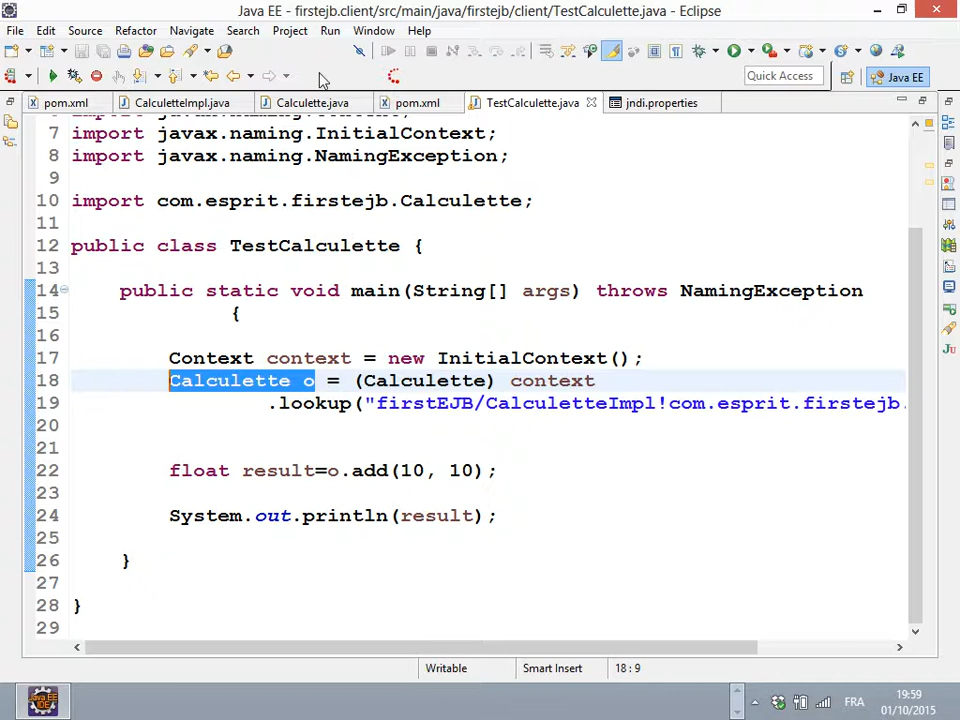 Java EE - firstejb.client/src/main/java/firstejb/client/TestCalculette.java - Eclipse
File Edit Source Refactor Navigate Search Project Run Window Help
Quick Access
Java EE
pom.xml
CalculetteImpl.java
Calculette.java
pom.xml
TestCalculette.java
jndi.properties
7 import javax.naming.InitialContext;
8 import javax.naming.NamingException;
9
10 import com.esprit.firstejb.Calculette;
11
12 public class TestCalculette {
13
14 public static void main(String[] args) throws NamingException
15 {
16
17 Context context = new InitialContext();
18 Calculette o = (Calculette) context
19 .lookup("firstEJB/CalculetteImpl!com.esprit.firstejb.
20
21
22 float result=o.add(10, 10);
23
24 System.out.println(result);
25
26 }
27
28 }
29
Writable
Smart Insert
18 : 9
Java EE
IDE
FRA
19:59
01/10/2015